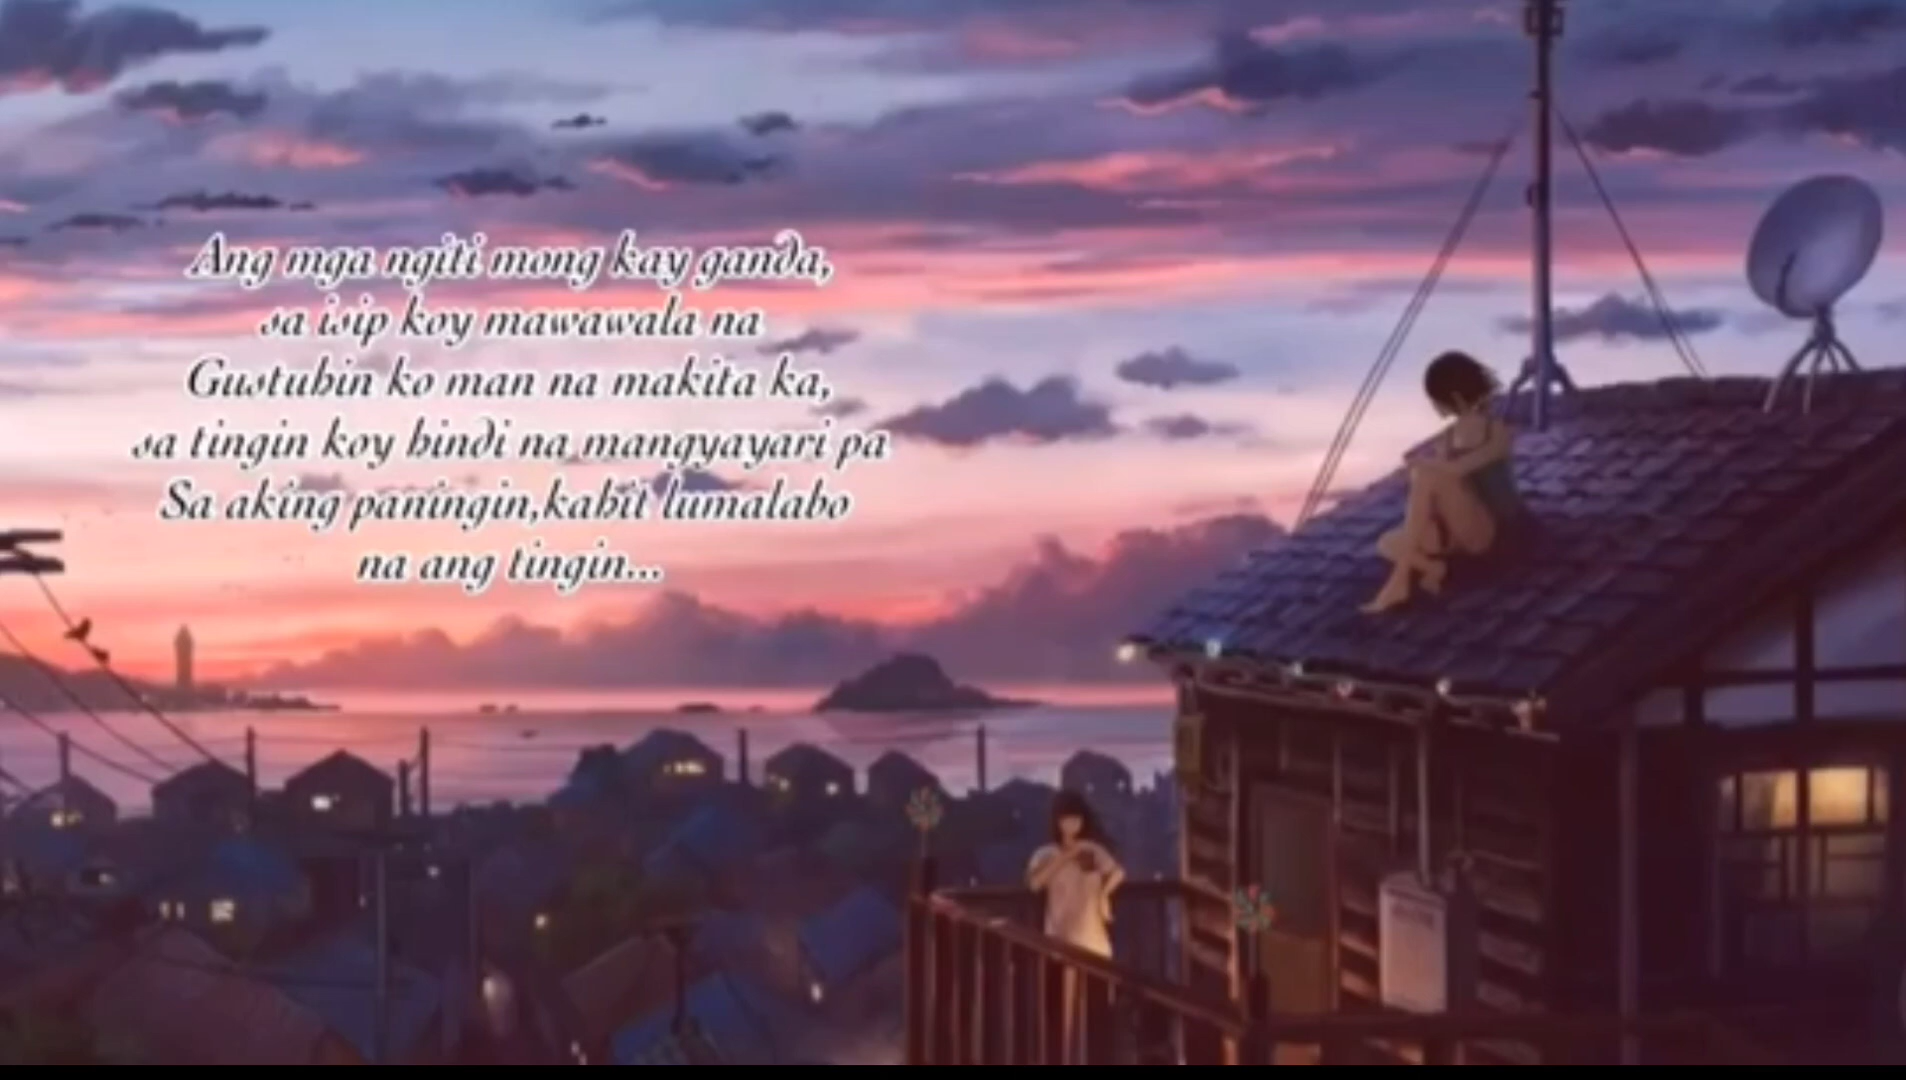 Ang mga ngiti mong kay ganda,
sa isip koy mawawala na
Gustuhin ko man na makita ka,
sa tingin koy hindi na mangyayari pa
Sa aking paningin,kahit lumalabo
na ang tingin...